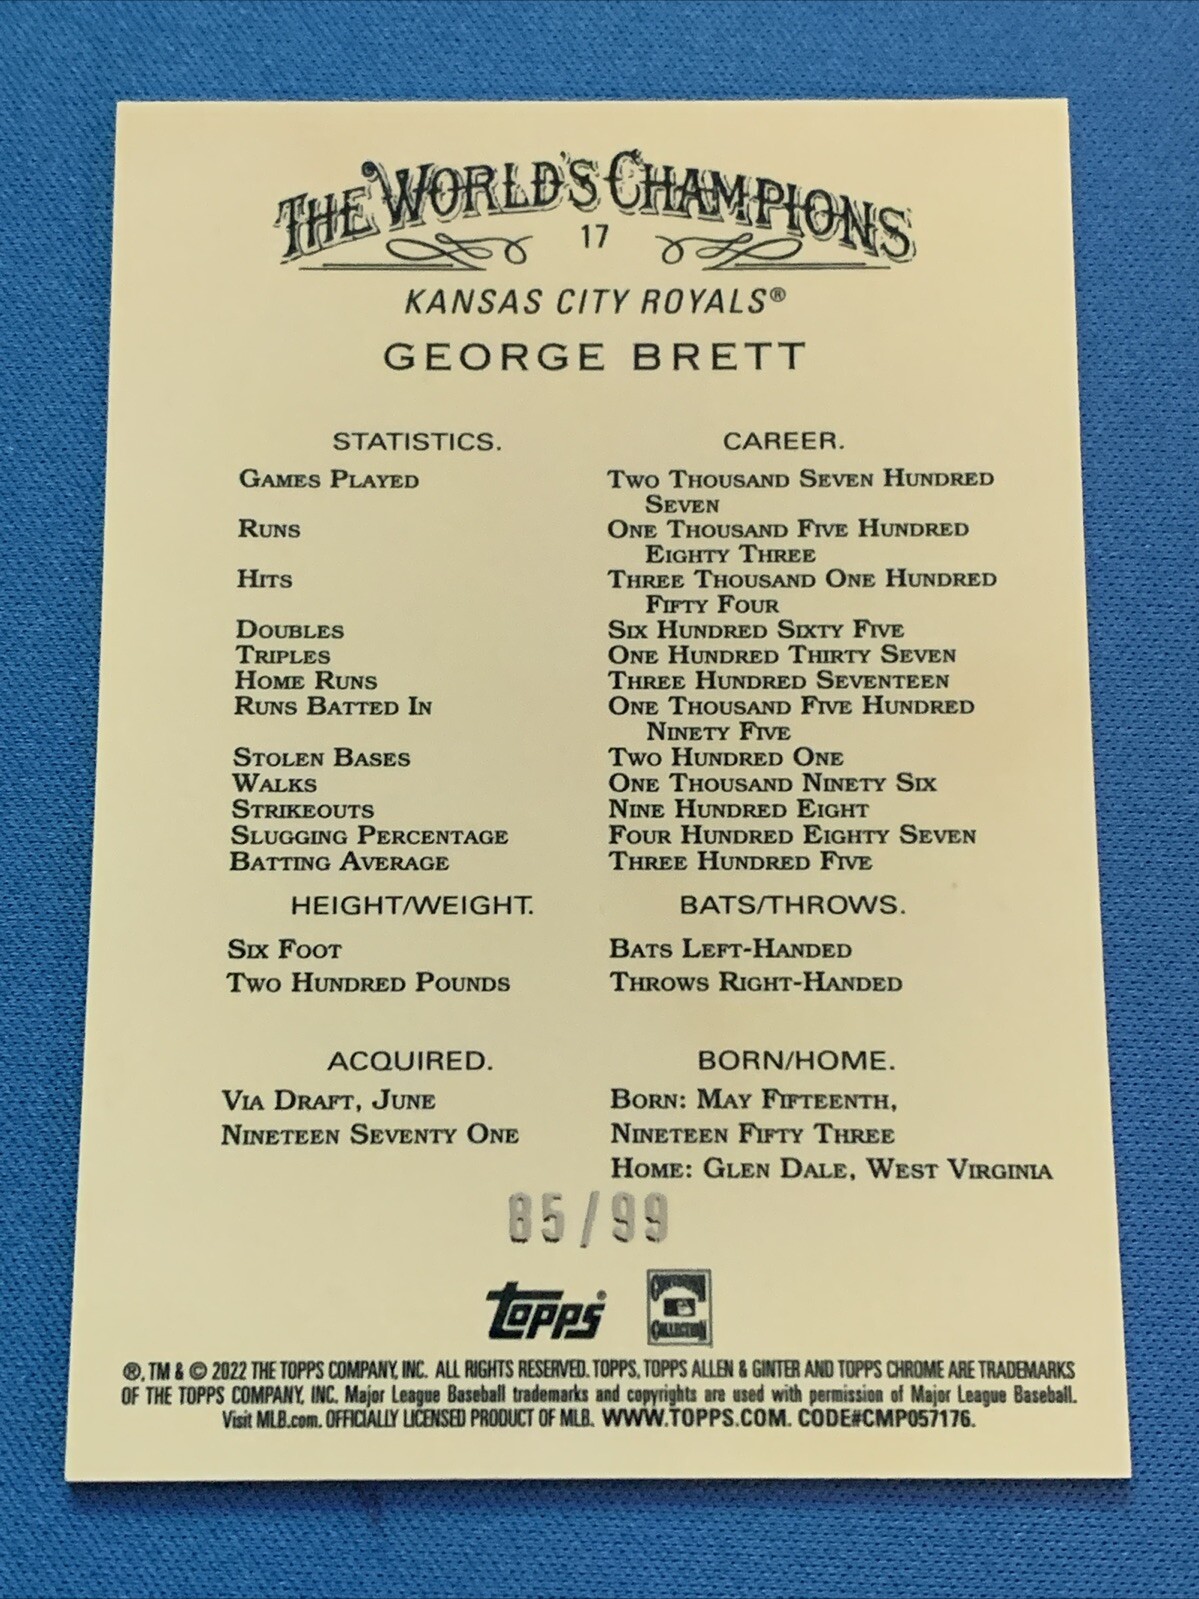 THE WORLD'S CHAMPIONS
17
KANSAS CITY ROYALS®
GEORGE BRETT
STATISTICS. CAREER.
GAMES PLAYED TWO THOUSAND SEVEN HUNDRED
SEVEN
RUNS ONE THOUSAND FIVE HUNDRED
EIGHTY THREE
HITS THREE THOUSAND ONE HUNDRED
FIFTY FOUR
DOUBLES SIX HUNDRED SIXTY FIVE
TRIPLES ONE HUNDRED THIRTY SEVEN
HOME RUNS THREE HUNDRED SEVENTEEN
RUNS BATTED IN ONE THOUSAND FIVE HUNDRED
NINETY FIVE
STOLEN BASES TWO HUNDRED ONE
WALKS ONE THOUSAND NINETY SIX
STRIKEOUTS NINE HUNDRED EIGHT
SLUGGING PERCENTAGE FOUR HUNDRED EIGHTY SEVEN
BATTING AVERAGE THREE HUNDRED FIVE
HEIGHT/WEIGHT. BATS/THROWS.
SIX FOOT BATS LEFT-HANDED
TWO HUNDRED POUNDS THROWS RIGHT-HANDED
ACQUIRED. BORN/HOME.
VIA DRAFT, JUNE BORN: MAY FIFTEENTH,
NINETEEN SEVENTY ONE NINETEEN FIFTY THREE
HOME: GLEN DALE, WEST VIRGINIA
85/99
topps®
COOPERSTOWN
COLLECTION
®, TM & © 2022 THE TOPPS COMPANY, INC. ALL RIGHTS RESERVED. TOPPS, TOPPS ALLEN & GINTER AND TOPPS CHROME ARE TRADEMARKS
OF THE TOPPS COMPANY, INC. Major League Baseball trademarks and copyrights are used with permission of Major League Baseball.
Visit MLB.com. OFFICIALLY LICENSED PRODUCT OF MLB. WWW.TOPPS.COM. CODE#CMP057176.